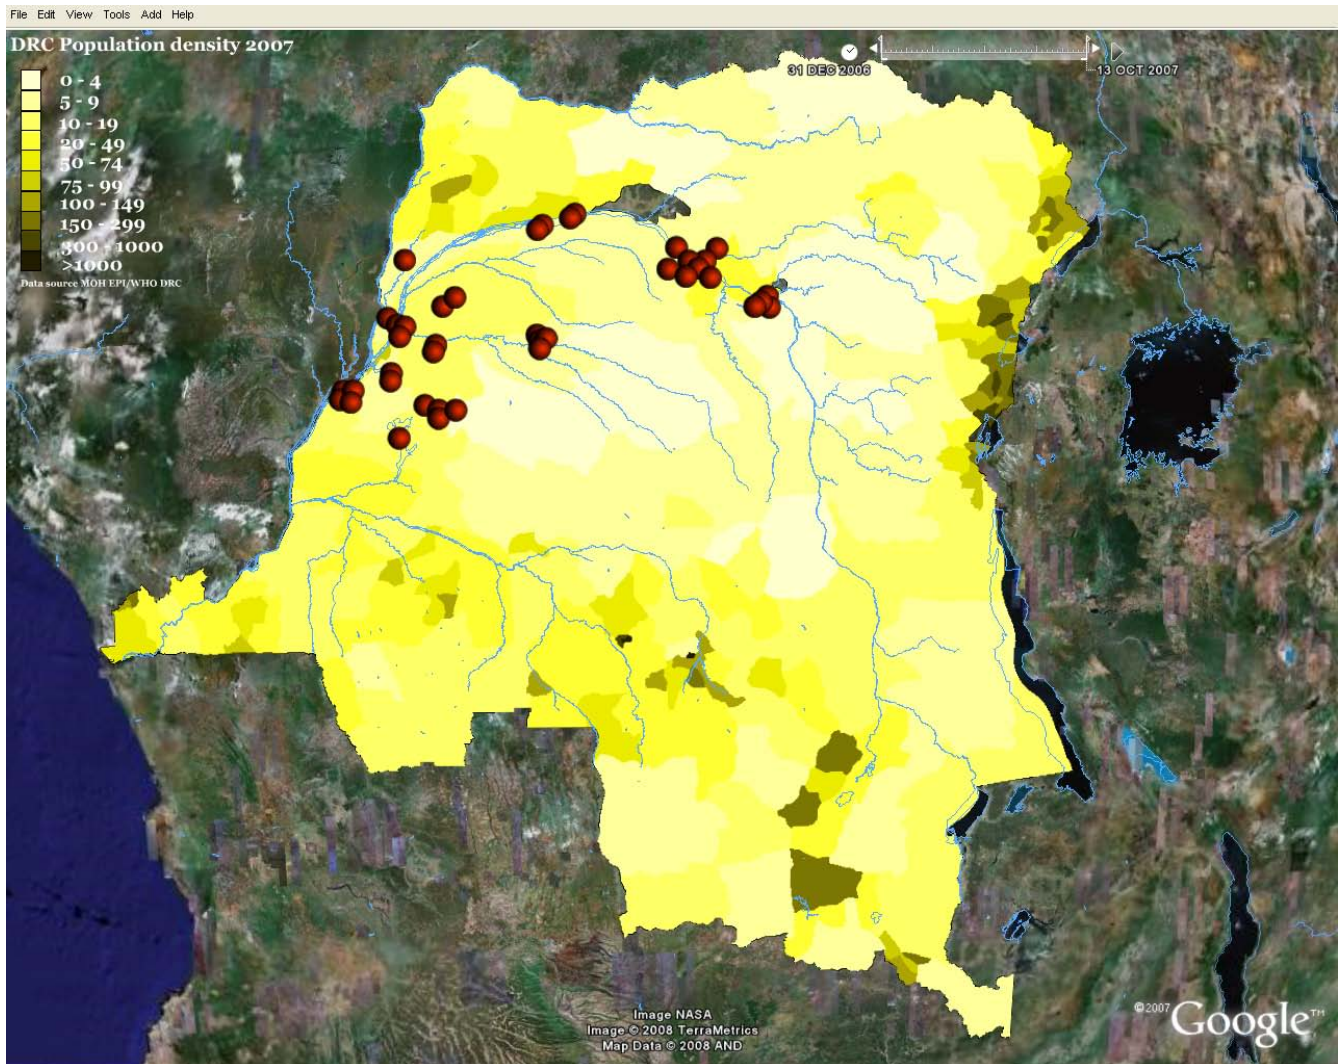 File Edit View Tools Add Help
DRC Population density 2007
0 - 4
5 - 9
10 - 19
20 - 49
50 - 74
75 - 99
100 - 149
150 - 299
300 - 1000
>1000
Data source MOH EPI/WHO DRC
31 DEC 2006
13 OCT 2007
Image NASA
Image © 2008 TerraMetrics
Map Data © 2008 AND
©2007 Google™